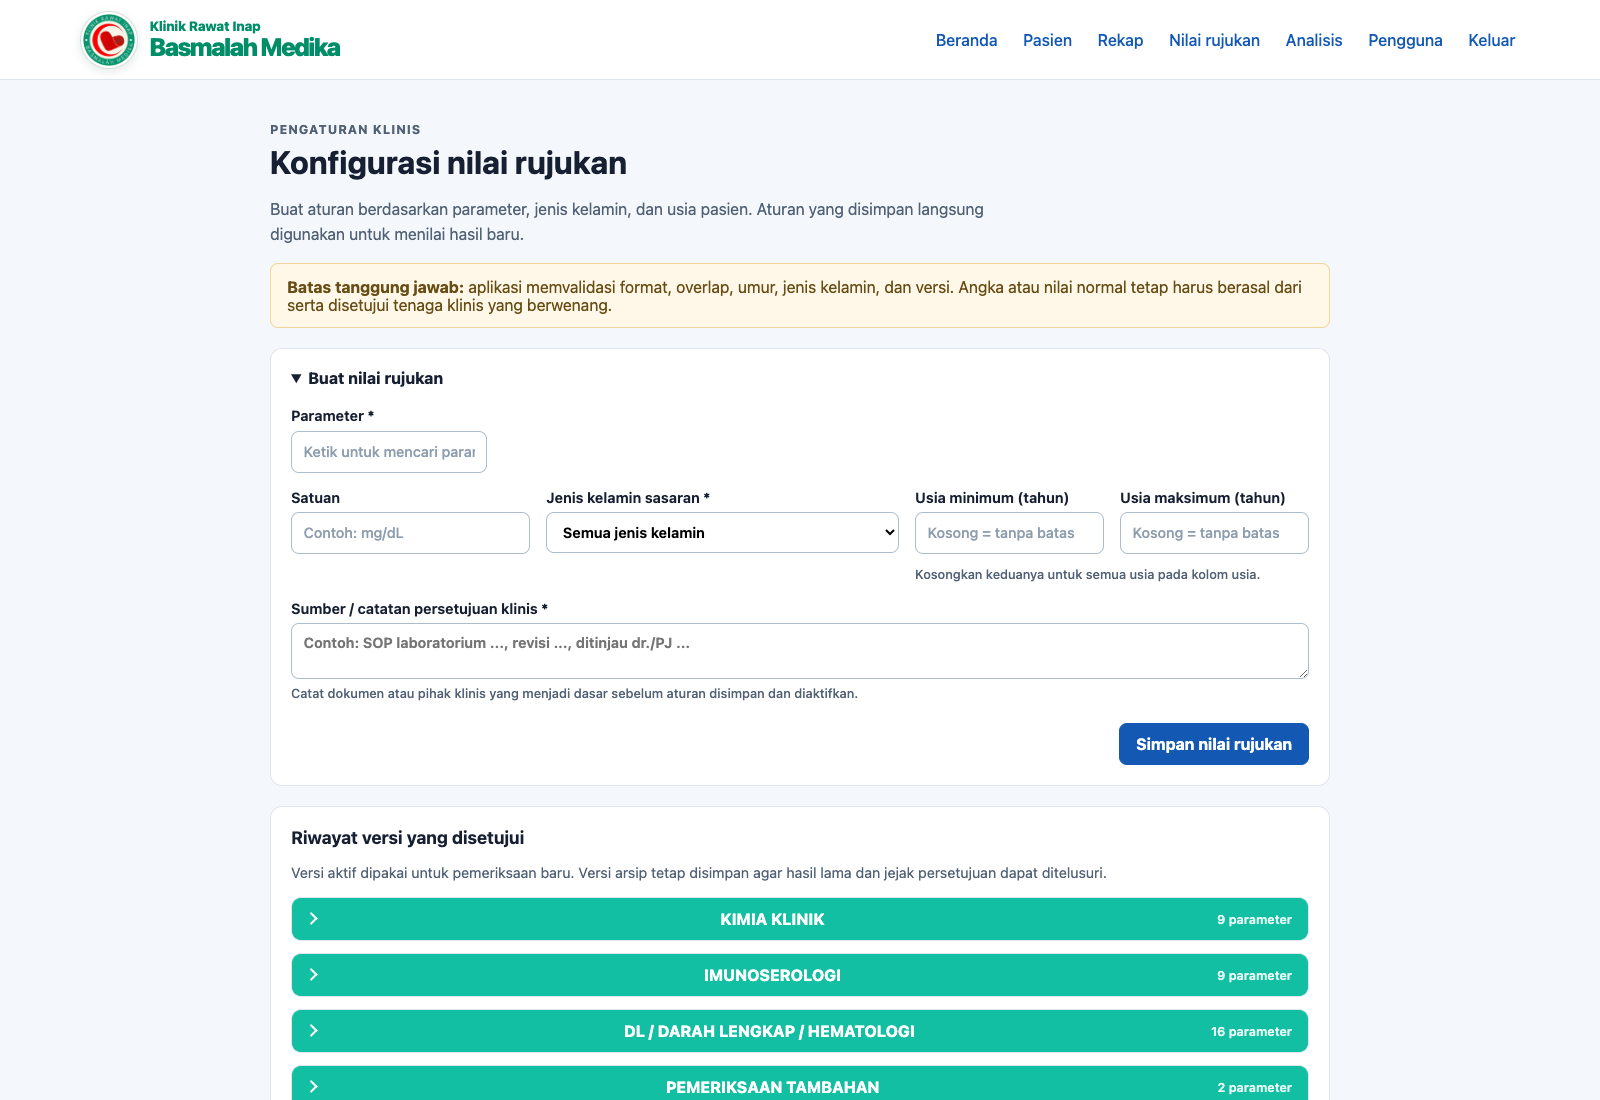 Klinik Rawat Inap
Basmalah Medika
Beranda
Pasien
Rekap
Nilai rujukan
Analisis
Pengguna
Keluar
PENGATURAN KLINIS
Konfigurasi nilai rujukan
Buat aturan berdasarkan parameter, jenis kelamin, dan usia pasien. Aturan yang disimpan langsung
digunakan untuk menilai hasil baru.
Batas tanggung jawab: aplikasi memvalidasi format, overlap, umur, jenis kelamin, dan versi. Angka atau nilai normal tetap harus berasal dari
serta disetujui tenaga klinis yang berwenang.
Buat nilai rujukan
Parameter *
Ketik untuk mencari parar
Satuan
Jenis kelamin sasaran *
Usia minimum (tahun)
Usia maksimum (tahun)
Contoh: mg/dL
Semua jenis kelamin
Kosong = tanpa batas
Kosong = tanpa batas
Kosongkan keduanya untuk semua usia pada kolom usia.
Sumber / catatan persetujuan klinis *
Contoh: SOP laboratorium ..., revisi ..., ditinjau dr./PJ ...
Catat dokumen atau pihak klinis yang menjadi dasar sebelum aturan disimpan dan diaktifkan.
Simpan nilai rujukan
Riwayat versi yang disetujui
Versi aktif dipakai untuk pemeriksaan baru. Versi arsip tetap disimpan agar hasil lama dan jejak persetujuan dapat ditelusuri.
KIMIA KLINIK
9 parameter
IMUNOSEROLOGI
9 parameter
DL / DARAH LENGKAP / HEMATOLOGI
16 parameter
PEMERIKSAAN TAMBAHAN
2 parameter